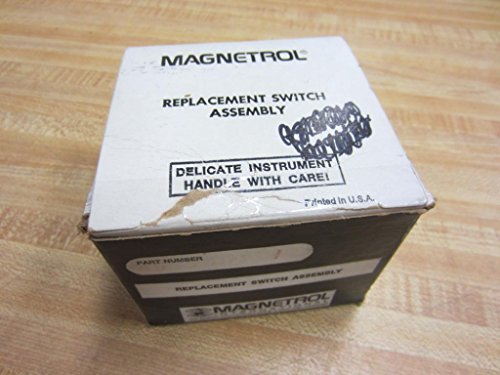 MAGNETROL®
REPLACEMENT SWITCH
ASSEMBLY
DELICATE INSTRUMENT
HANDLE WITH CARE!
Printed in U.S.A.
PART NUMBER
REPLACEMENT SWITCH ASSEMBLY
MAGNETROL